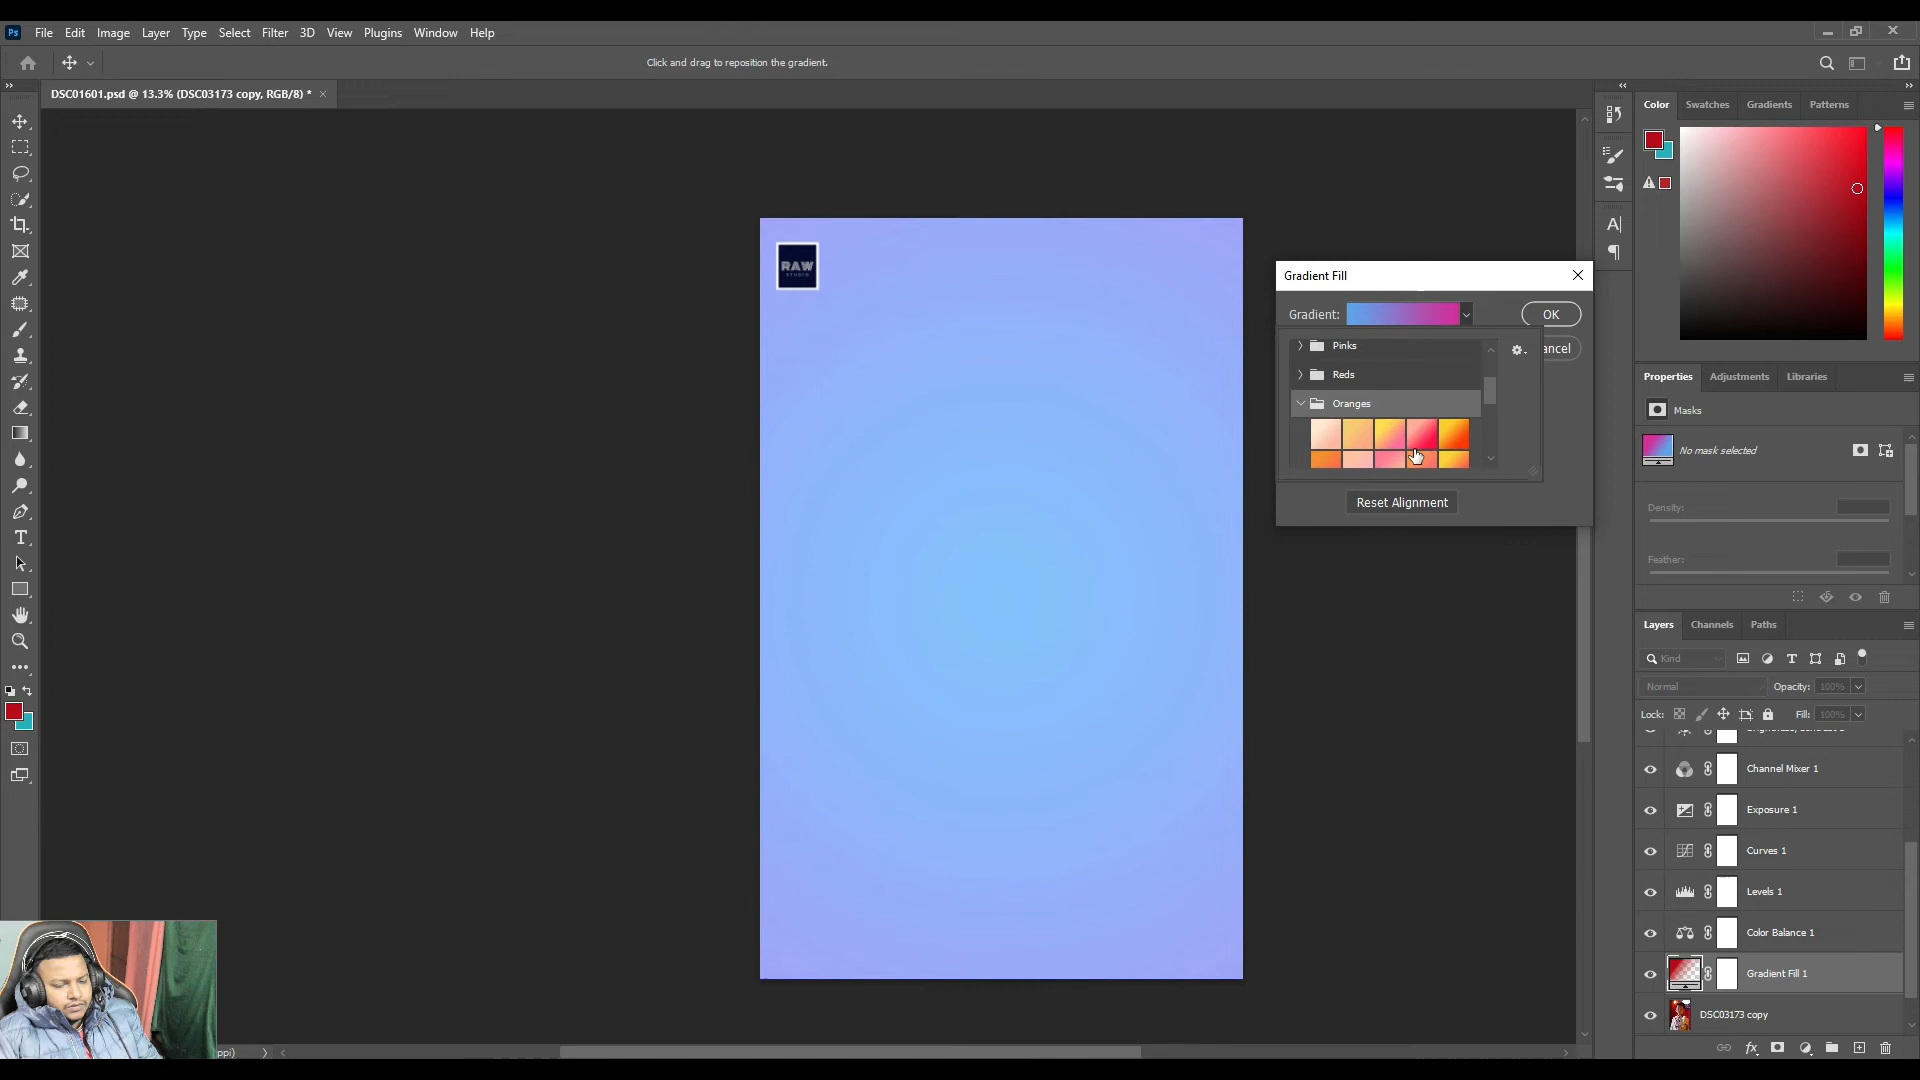 Ps File Edit Image Layer Type Select Filter 3D View Plugins Window Help
Click and drag to reposition the gradient.
DSC01601.psd @ 13.3% (DSC03173 copy, RGB/8) * ×
Color Swatches Gradients Patterns
RAW
STUDIO
Gradient Fill
Gradient:
OK
ancel
Pinks
Reds
Oranges
Reset Alignment
Properties Adjustments Libraries
Masks
No mask selected
Density:
Feather:
Layers Channels Paths
Kind
Normal Opacity: 100%
Lock: Fill: 100%
Channel Mixer 1
Exposure 1
Curves 1
Levels 1
Color Balance 1
Gradient Fill 1
DSC03173 copy
ppi)